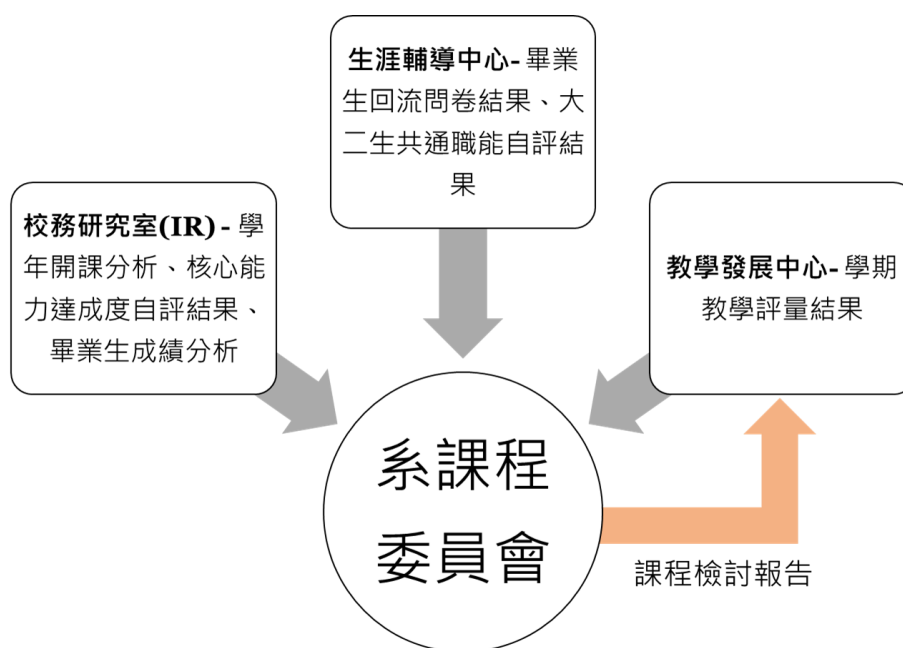 生涯輔導中心- 畢業
生回流問卷結果、大
二生共通職能自評結
果
校務研究室(IR) - 學
年開課分析、核心能
力達成度自評結果、
畢業生成績分析
教學發展中心- 學期
教學評量結果
系課程
委員會
課程檢討報告